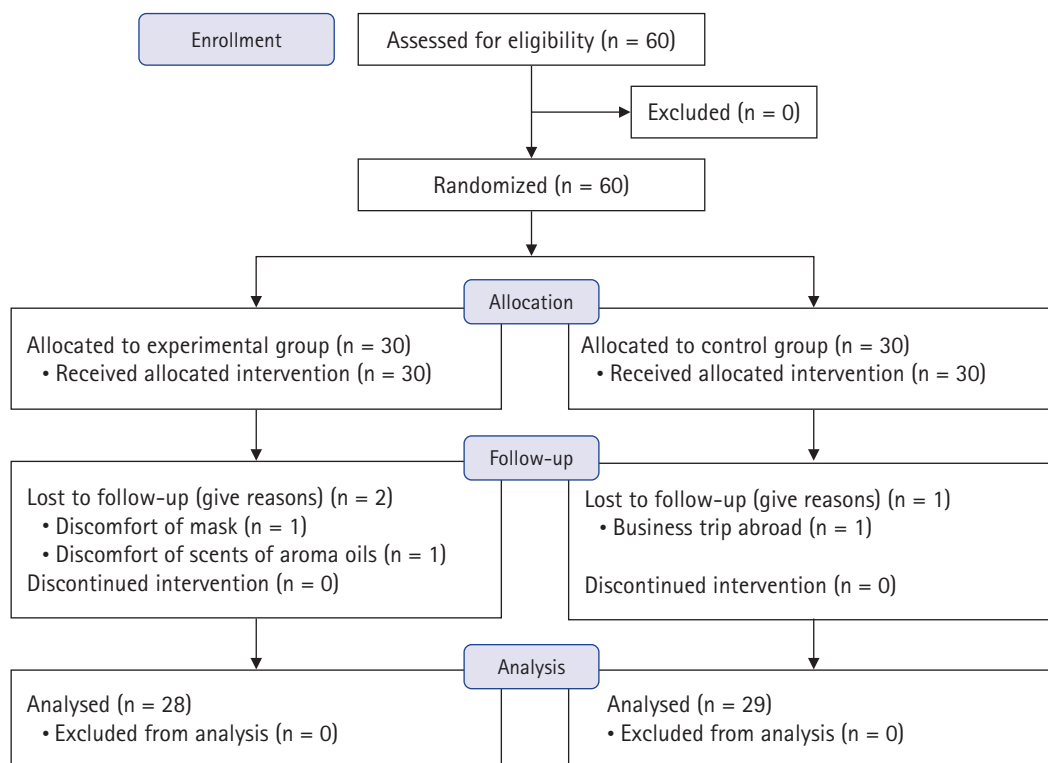 Enrollment
Assessed for eligibility (n = 60)
Excluded (n = 0)
Randomized (n = 60)
Allocation
Allocated to experimental group (n = 30)
• Received allocated intervention (n = 30)
Allocated to control group (n = 30)
• Received allocated intervention (n = 30)
Follow-up
Lost to follow-up (give reasons) (n = 2)
• Discomfort of mask (n = 1)
• Discomfort of scents of aroma oils (n = 1)
Discontinued intervention (n = 0)
Lost to follow-up (give reasons) (n = 1)
• Business trip abroad (n = 1)
Discontinued intervention (n = 0)
Analysis
Analysed (n = 28)
• Excluded from analysis (n = 0)
Analysed (n = 29)
• Excluded from analysis (n = 0)